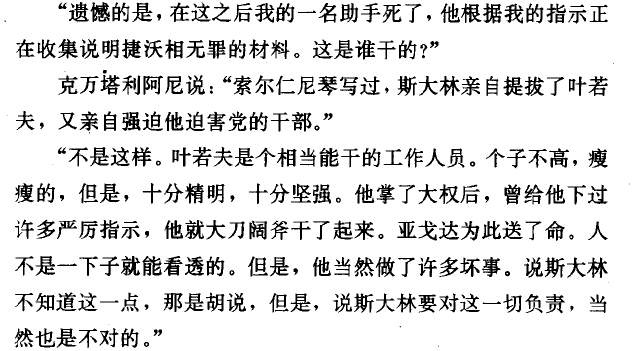 “遗憾的是，在这之后我的一名助手死了，他根据我的指示正
在收集说明捷沃相无罪的材料。这是谁干的?”
克万塔利阿尼说：“索尔仁尼琴写过，斯大林亲自提拔了叶若
夫，又亲自强迫他迫害党的干部。”
“不是这样。叶若夫是个相当能干的工作人员。个子不高，瘦
瘦的，但是，十分精明，十分坚强。他掌了大权后，曾给他下过
许多严厉指示，他就大刀阔斧干了起来。亚戈达为此送了命。人
不是一下子就能看透的。但是，他当然做了许多坏事。说斯大林
不知道这一点，那是胡说，但是，说斯大林要对这一切负责，当
然也是不对的。”